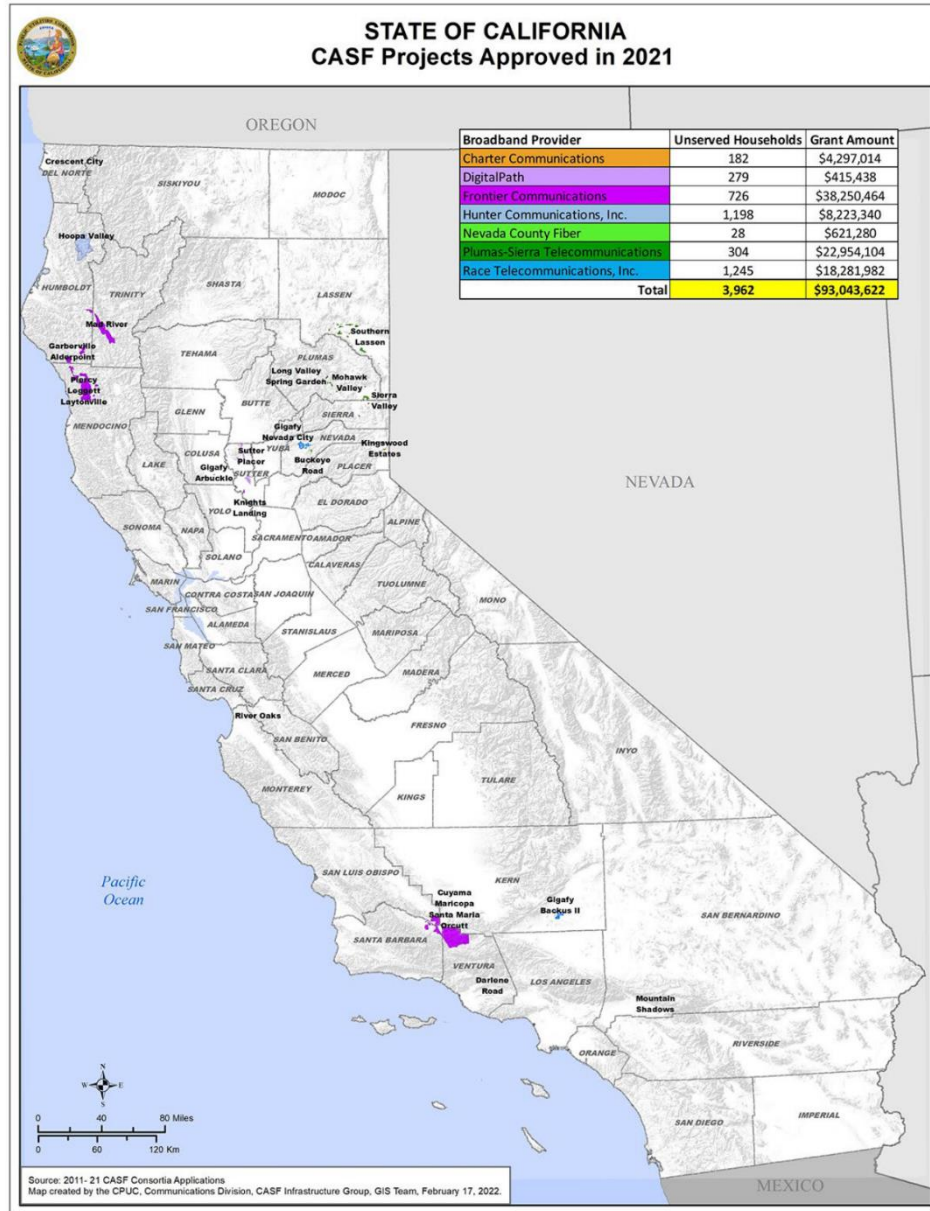 STATE OF CALIFORNIA
CASF Projects Approved in 2021
OREGON
Broadband Provider Unserved Households Grant Amount
Charter Communications 182 $4,297,014
DigitalPath 279 $415,438
Frontier Communications 726 $38,250,464
Hunter Communications, Inc. 1,198 $8,223,340
Nevada County Fiber 28 $621,280
Plumas-Sierra Telecommunications 304 $22,954,104
Race Telecommunications, Inc. 1,245 $18,281,982
Total 3,962 $93,043,622
Crescent City
DEL NORTE
SISKIYOU
MODOC
Hoopa Valley
HUMBOLDT
TRINITY
SHASTA
LASSEN
Mad River
Garberville
Alderpoint
Southern
Lassen
TEHAMA
PLUMAS
Long Valley
Spring Garden
Mohawk
Valley
Piercy
Leggett
Laytonville
Sierra
Valley
MENDOCINO
GLENN
BUTTE
SIERRA
Gigafy
Nevada City
NEVADA
Kingswood
Estates
COLUSA
Sutter
Placer
YUBA
Buckeye
Road
PLACER
LAKE
Gigafy
Arbuckle
SUTTER
NEVADA
Knights
Landing
YOLO
EL DORADO
SONOMA
NAPA
ALPINE
SACRAMENTO
AMADOR
SOLANO
CALAVERAS
MARIN
TUOLUMNE
CONTRA COSTA
SAN JOAQUIN
MONO
SAN FRANCISCO
ALAMEDA
STANISLAUS
MARIPOSA
SAN MATEO
SANTA CLARA
MERCED
MADERA
SANTA CRUZ
River Oaks
FRESNO
SAN BENITO
INYO
TULARE
MONTEREY
KINGS
SAN LUIS OBISPO
KERN
Pacific
Ocean
Cuyama
Maricopa
Santa Maria
Orcutt
Gigafy
Backus II
SAN BERNARDINO
SANTA BARBARA
VENTURA
Darlene
Road
LOS ANGELES
Mountain
Shadows
ORANGE
RIVERSIDE
N
W E
S
0 40 80 Miles
0 60 120 Km
SAN DIEGO
IMPERIAL
MEXICO
Source: 2011- 21 CASF Consortia Applications
Map created by the CPUC, Communications Division, CASF Infrastructure Group, GIS Team, February 17, 2022.